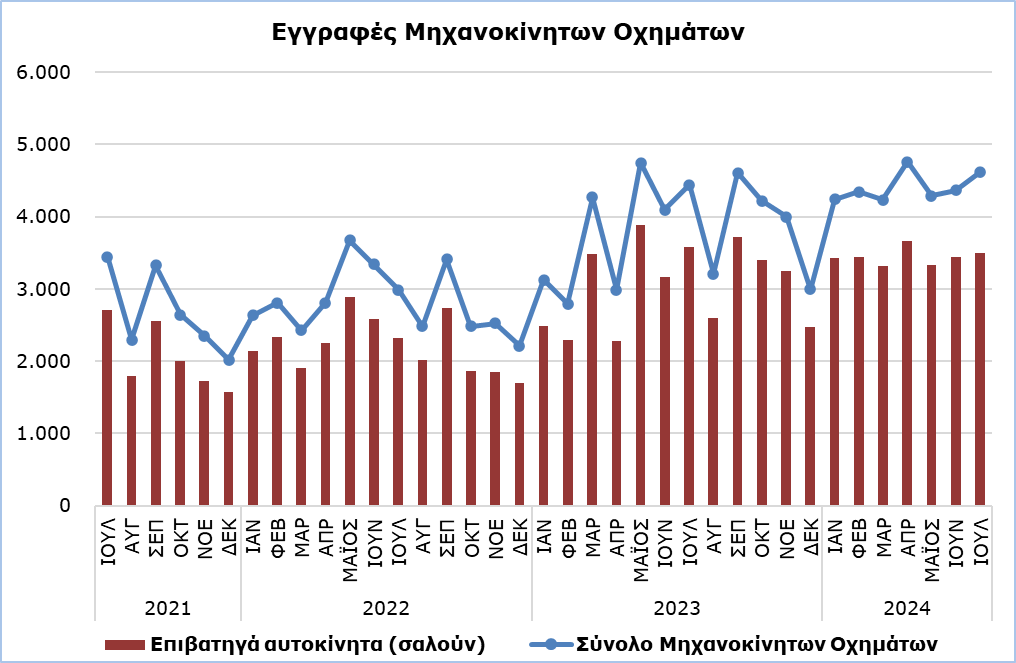 Εγγραφές Μηχανοκίνητων Οχημάτων
6.000
5.000
4.000
3.000
2.000
1.000
0
ΙΟΥΛ ΑΥΓ ΣΕΠ ΟΚΤ ΝΟΕ ΔΕΚ ΙΑΝ ΦΕΒ ΜΑΡ ΑΠΡ ΜΑΪΟΣ ΙΟΥΝ ΙΟΥΛ ΑΥΓ ΣΕΠ ΟΚΤ ΝΟΕ ΔΕΚ ΙΑΝ ΦΕΒ ΜΑΡ ΑΠΡ ΜΑΪΟΣ ΙΟΥΝ ΙΟΥΛ ΑΥΓ ΣΕΠ ΟΚΤ ΝΟΕ ΔΕΚ ΙΑΝ ΦΕΒ ΜΑΡ ΑΠΡ ΜΑΪΟΣ ΙΟΥΝ ΙΟΥΛ
2021 2022 2023 2024
Επιβατηγά αυτοκίνητα (σαλούν) Σύνολο Μηχανοκίνητων Οχημάτων